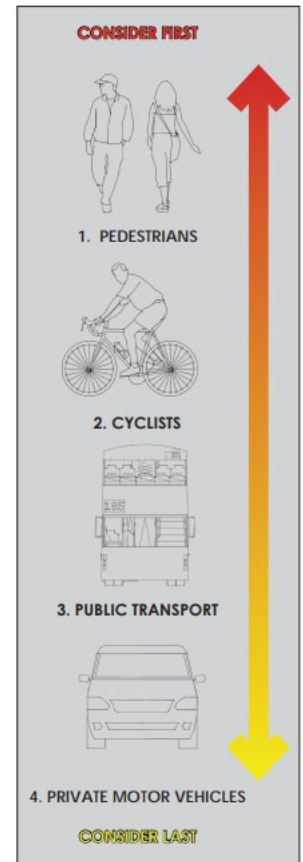 CONSIDER FIRST
1. PEDESTRIANS
2. CYCLISTS
185
3. PUBLIC TRANSPORT
4. PRIVATE MOTOR VEHICLES
CONSIDER LAST